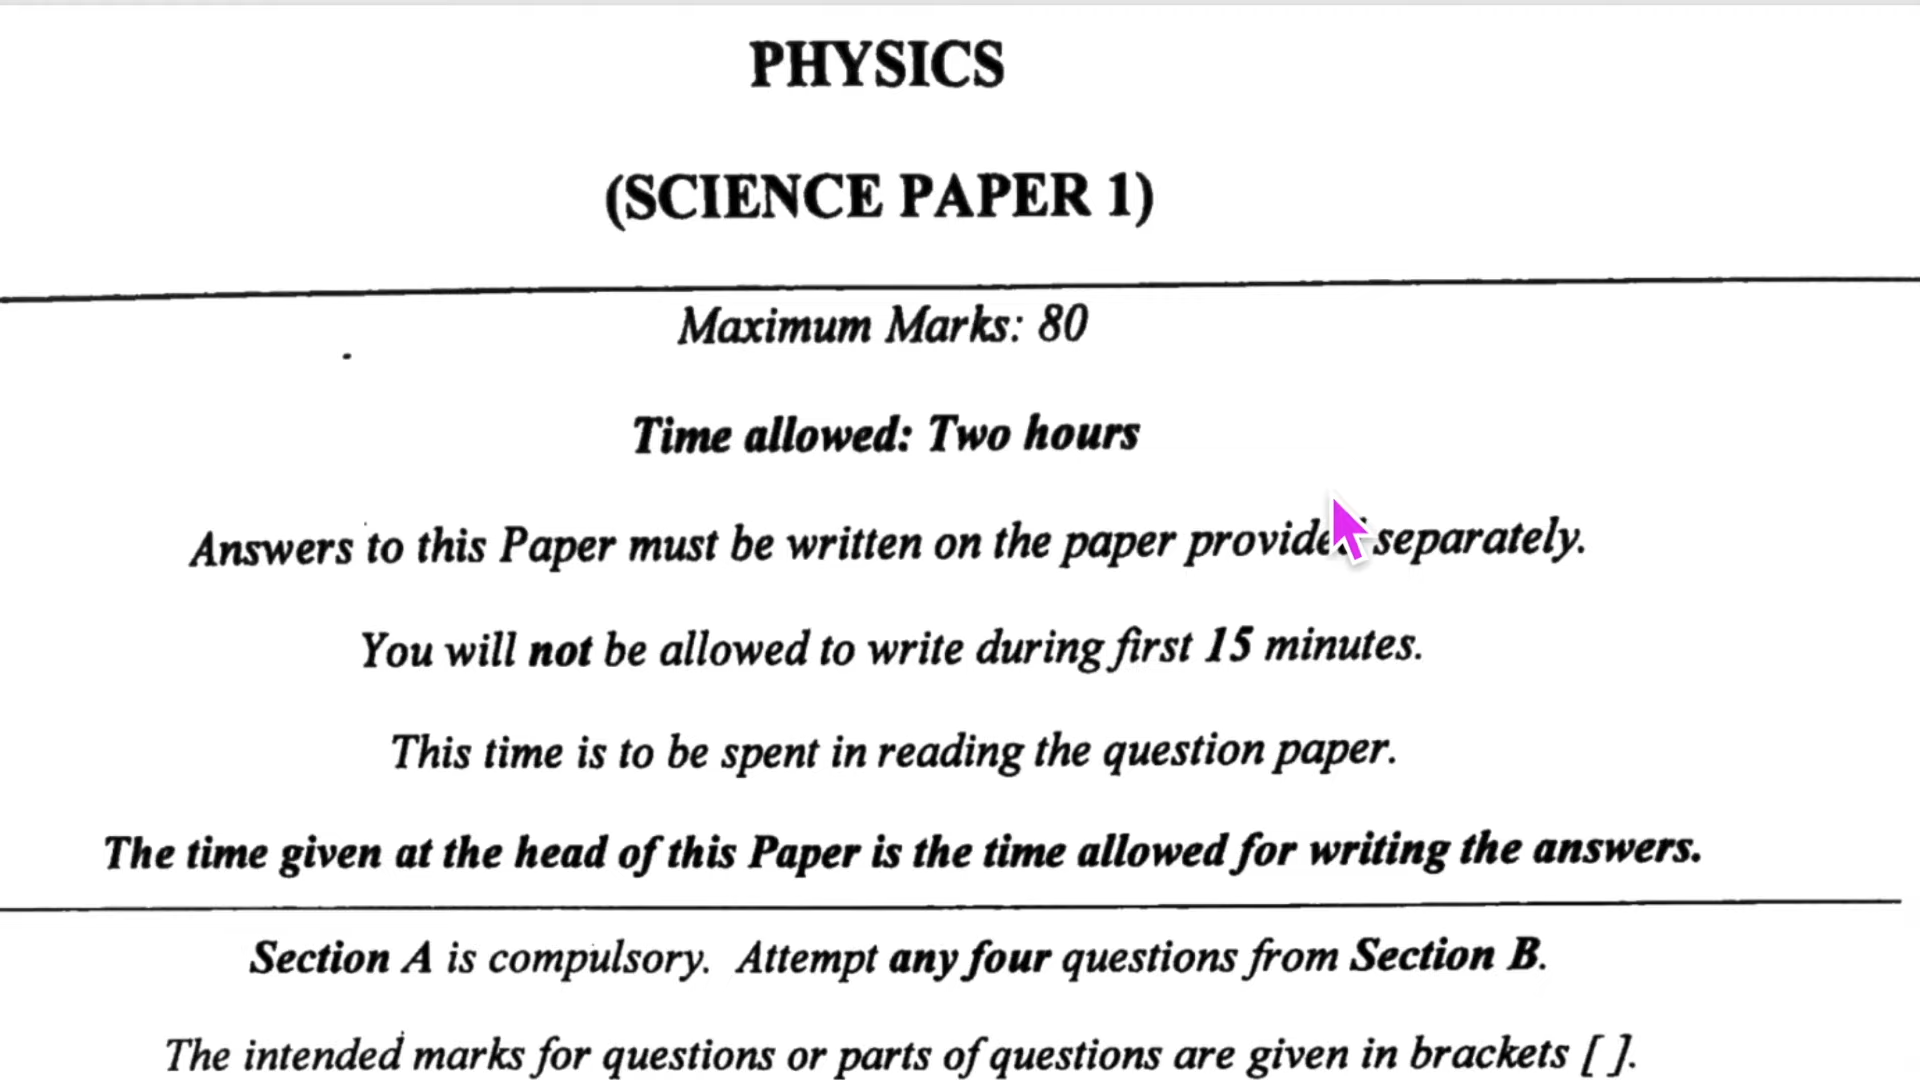 PHYSICS
(SCIENCE PAPER 1)
Maximum Marks: 80
Time allowed: Two hours
Answers to this Paper must be written on the paper provided separately.
You will not be allowed to write during first 15 minutes.
This time is to be spent in reading the question paper.
The time given at the head of this Paper is the time allowed for writing the answers.
Section A is compulsory. Attempt any four questions from Section B.
The intended marks for questions or parts of questions are given in brackets [ ].